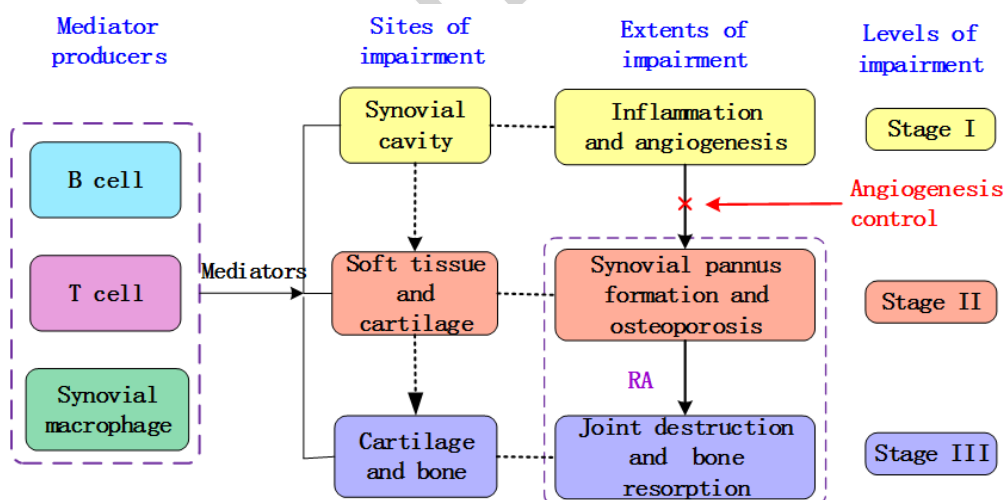 Mediator
producers
Sites of
impairment
Extents of
impairment
Levels of
impairment
B cell
T cell
Synovial
macrophage
Mediators
Synovial
cavity
Soft tissue
and
cartilage
Cartilage
and bone
Inflammation
and angiogenesis
Angiogenesis
control
Synovial pannus
formation and
osteoporosis
RA
Joint destruction
and bone
resorption
Stage I
Stage II
Stage III